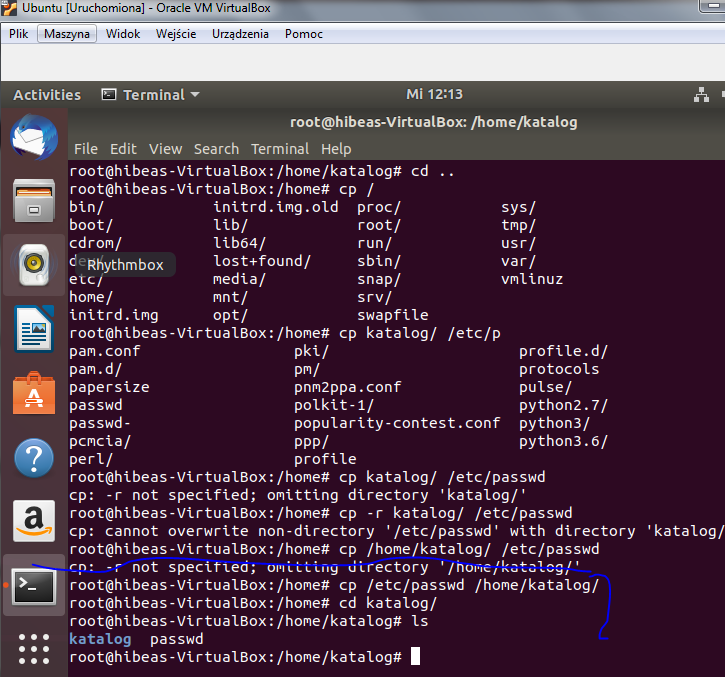 Ubuntu [Uruchomiona] - Oracle VM VirtualBox
Plik Maszyna Widok Wejście Urządzenia Pomoc
Activities Terminal Mi 12:13
root@hibeas-VirtualBox: /home/katalog
File Edit View Search Terminal Help
root@hibeas-VirtualBox:/home/katalog# cd ..
root@hibeas-VirtualBox:/home# cp /
bin/ initrd.img.old proc/ sys/
boot/ lib/ root/ tmp/
cdrom/ lib64/ run/ usr/
dev/ lost+found/ sbin/ var/
Rhythmbox
etc/ media/ snap/ vmlinuz
home/ mnt/ srv/
initrd.img opt/ swapfile
root@hibeas-VirtualBox:/home# cp katalog/ /etc/p
pam.conf pki/ profile.d/
pam.d/ pm/ protocols
papersize pnm2ppa.conf pulse/
passwd polkit-1/ python2.7/
passwd- popularity-contest.conf python3/
pcmcia/ ppp/ python3.6/
perl/ profile
root@hibeas-VirtualBox:/home# cp katalog/ /etc/passwd
cp: -r not specified; omitting directory 'katalog/'
root@hibeas-VirtualBox:/home# cp -r katalog/ /etc/passwd
cp: cannot overwrite non-directory '/etc/passwd' with directory 'katalog/
root@hibeas-VirtualBox:/home# cp /home/katalog/ /etc/passwd
cp: -r not specified; omitting directory '/home/katalog/'
root@hibeas-VirtualBox:/home# cp /etc/passwd /home/katalog/
root@hibeas-VirtualBox:/home# cd katalog/
root@hibeas-VirtualBox:/home/katalog# ls
katalog passwd
root@hibeas-VirtualBox:/home/katalog#